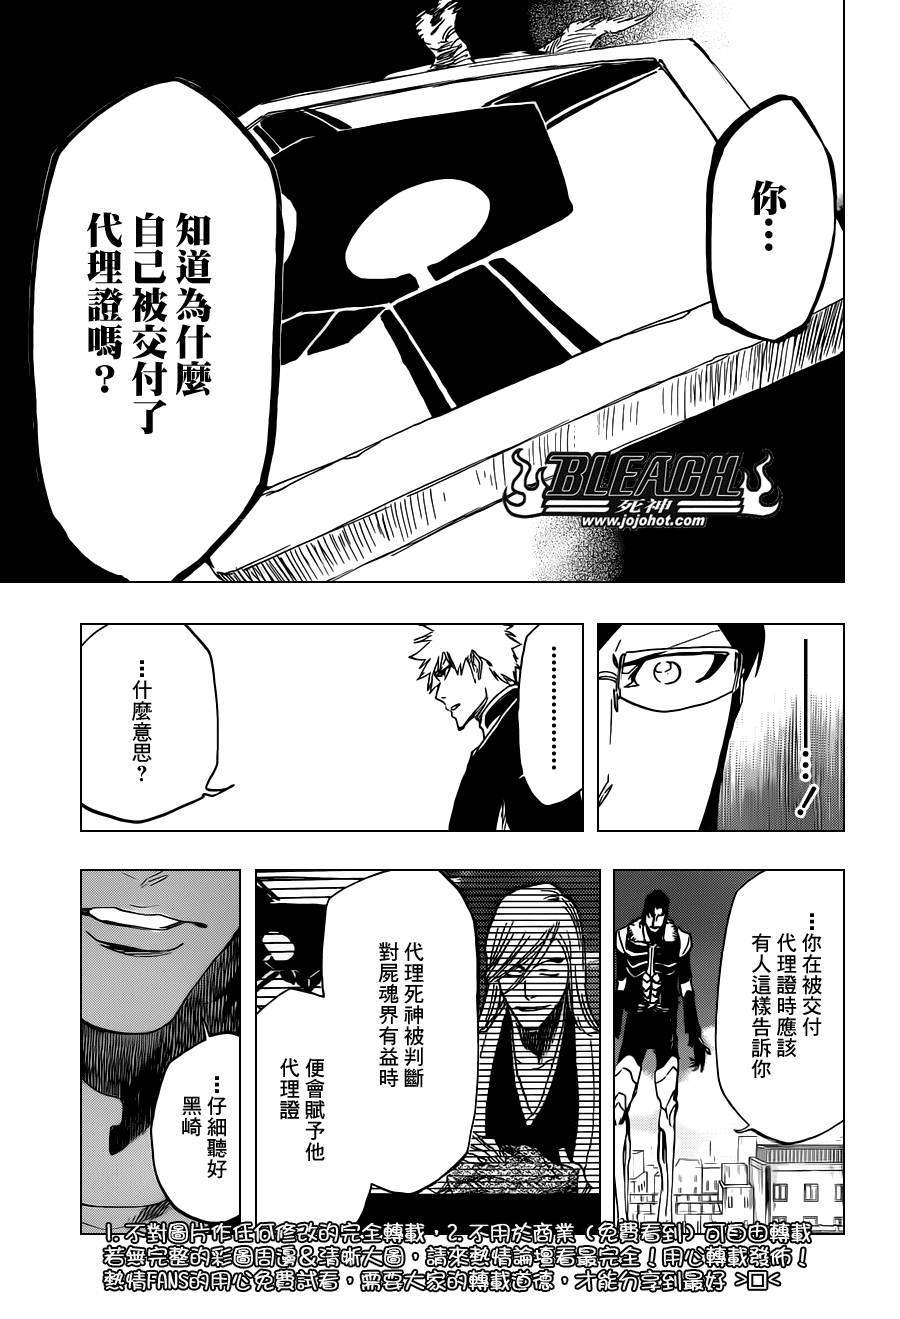 你…
知道為什麼
自己被交付了
代理證嗎？
BLEACH
死神
www.jojohot.com
………！
…………
…什麼意思？
…你在被交付
代理證時應該
有人這樣告訴你
代理死神被判斷
對屍魂界有益時
便會賦予他
代理證
…仔細聽好
黑崎
1. 不對圖片作任何修改的完全轉載，2. 不用於商業（免費看到）可自由轉載
若無完整的彩圖周邊&清晰大圖，請來熱情論壇看最完全！用心轉載發佈！
熱情FANS的用心免費試看，需要大家的轉載道德，才能分享到最好 >□<